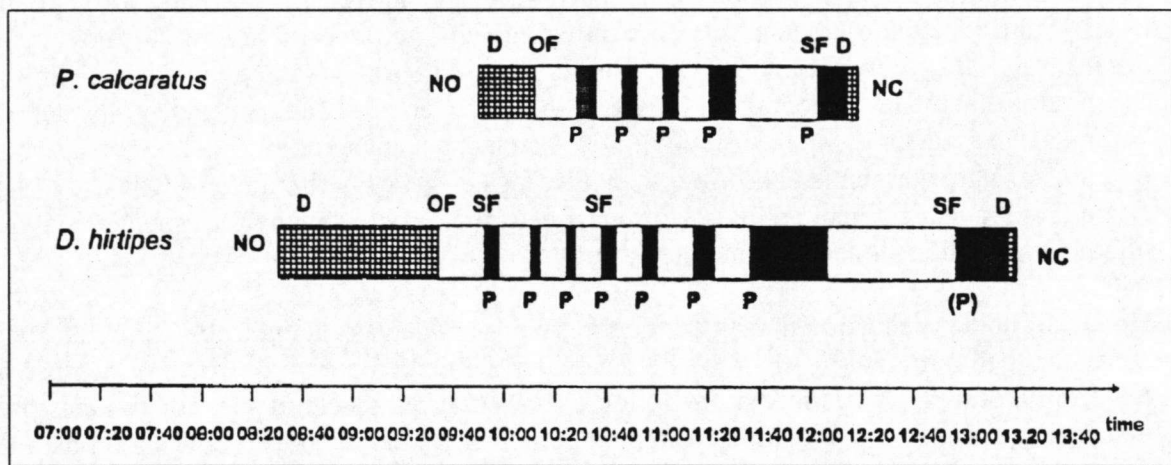 D OF SF D
P. calcaratus NO NC
P P P P P
D OF SF SF SF D
D. hirtipes NO NC
P P P P P P P (P)
time
07:00 07:20 07:40 08:00 08:20 08:40 09:00 09:20 09:40 10:00 10:20 10:40 11:00 11:20 11:40 12:00 12:20 12:40 13:00 13.20 13:40